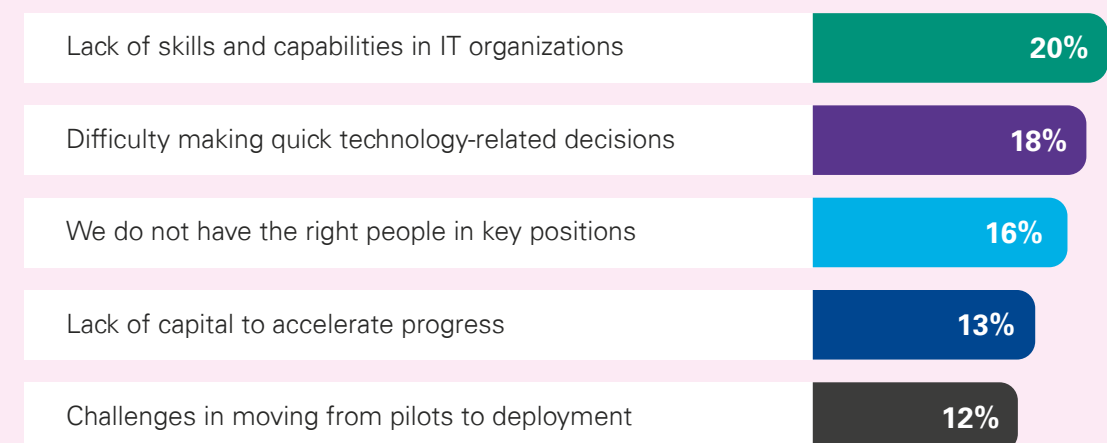 Lack of skills and capabilities in IT organizations 20%
Difficulty making quick technology-related decisions 18%
We do not have the right people in key positions 16%
Lack of capital to accelerate progress 13%
Challenges in moving from pilots to deployment 12%